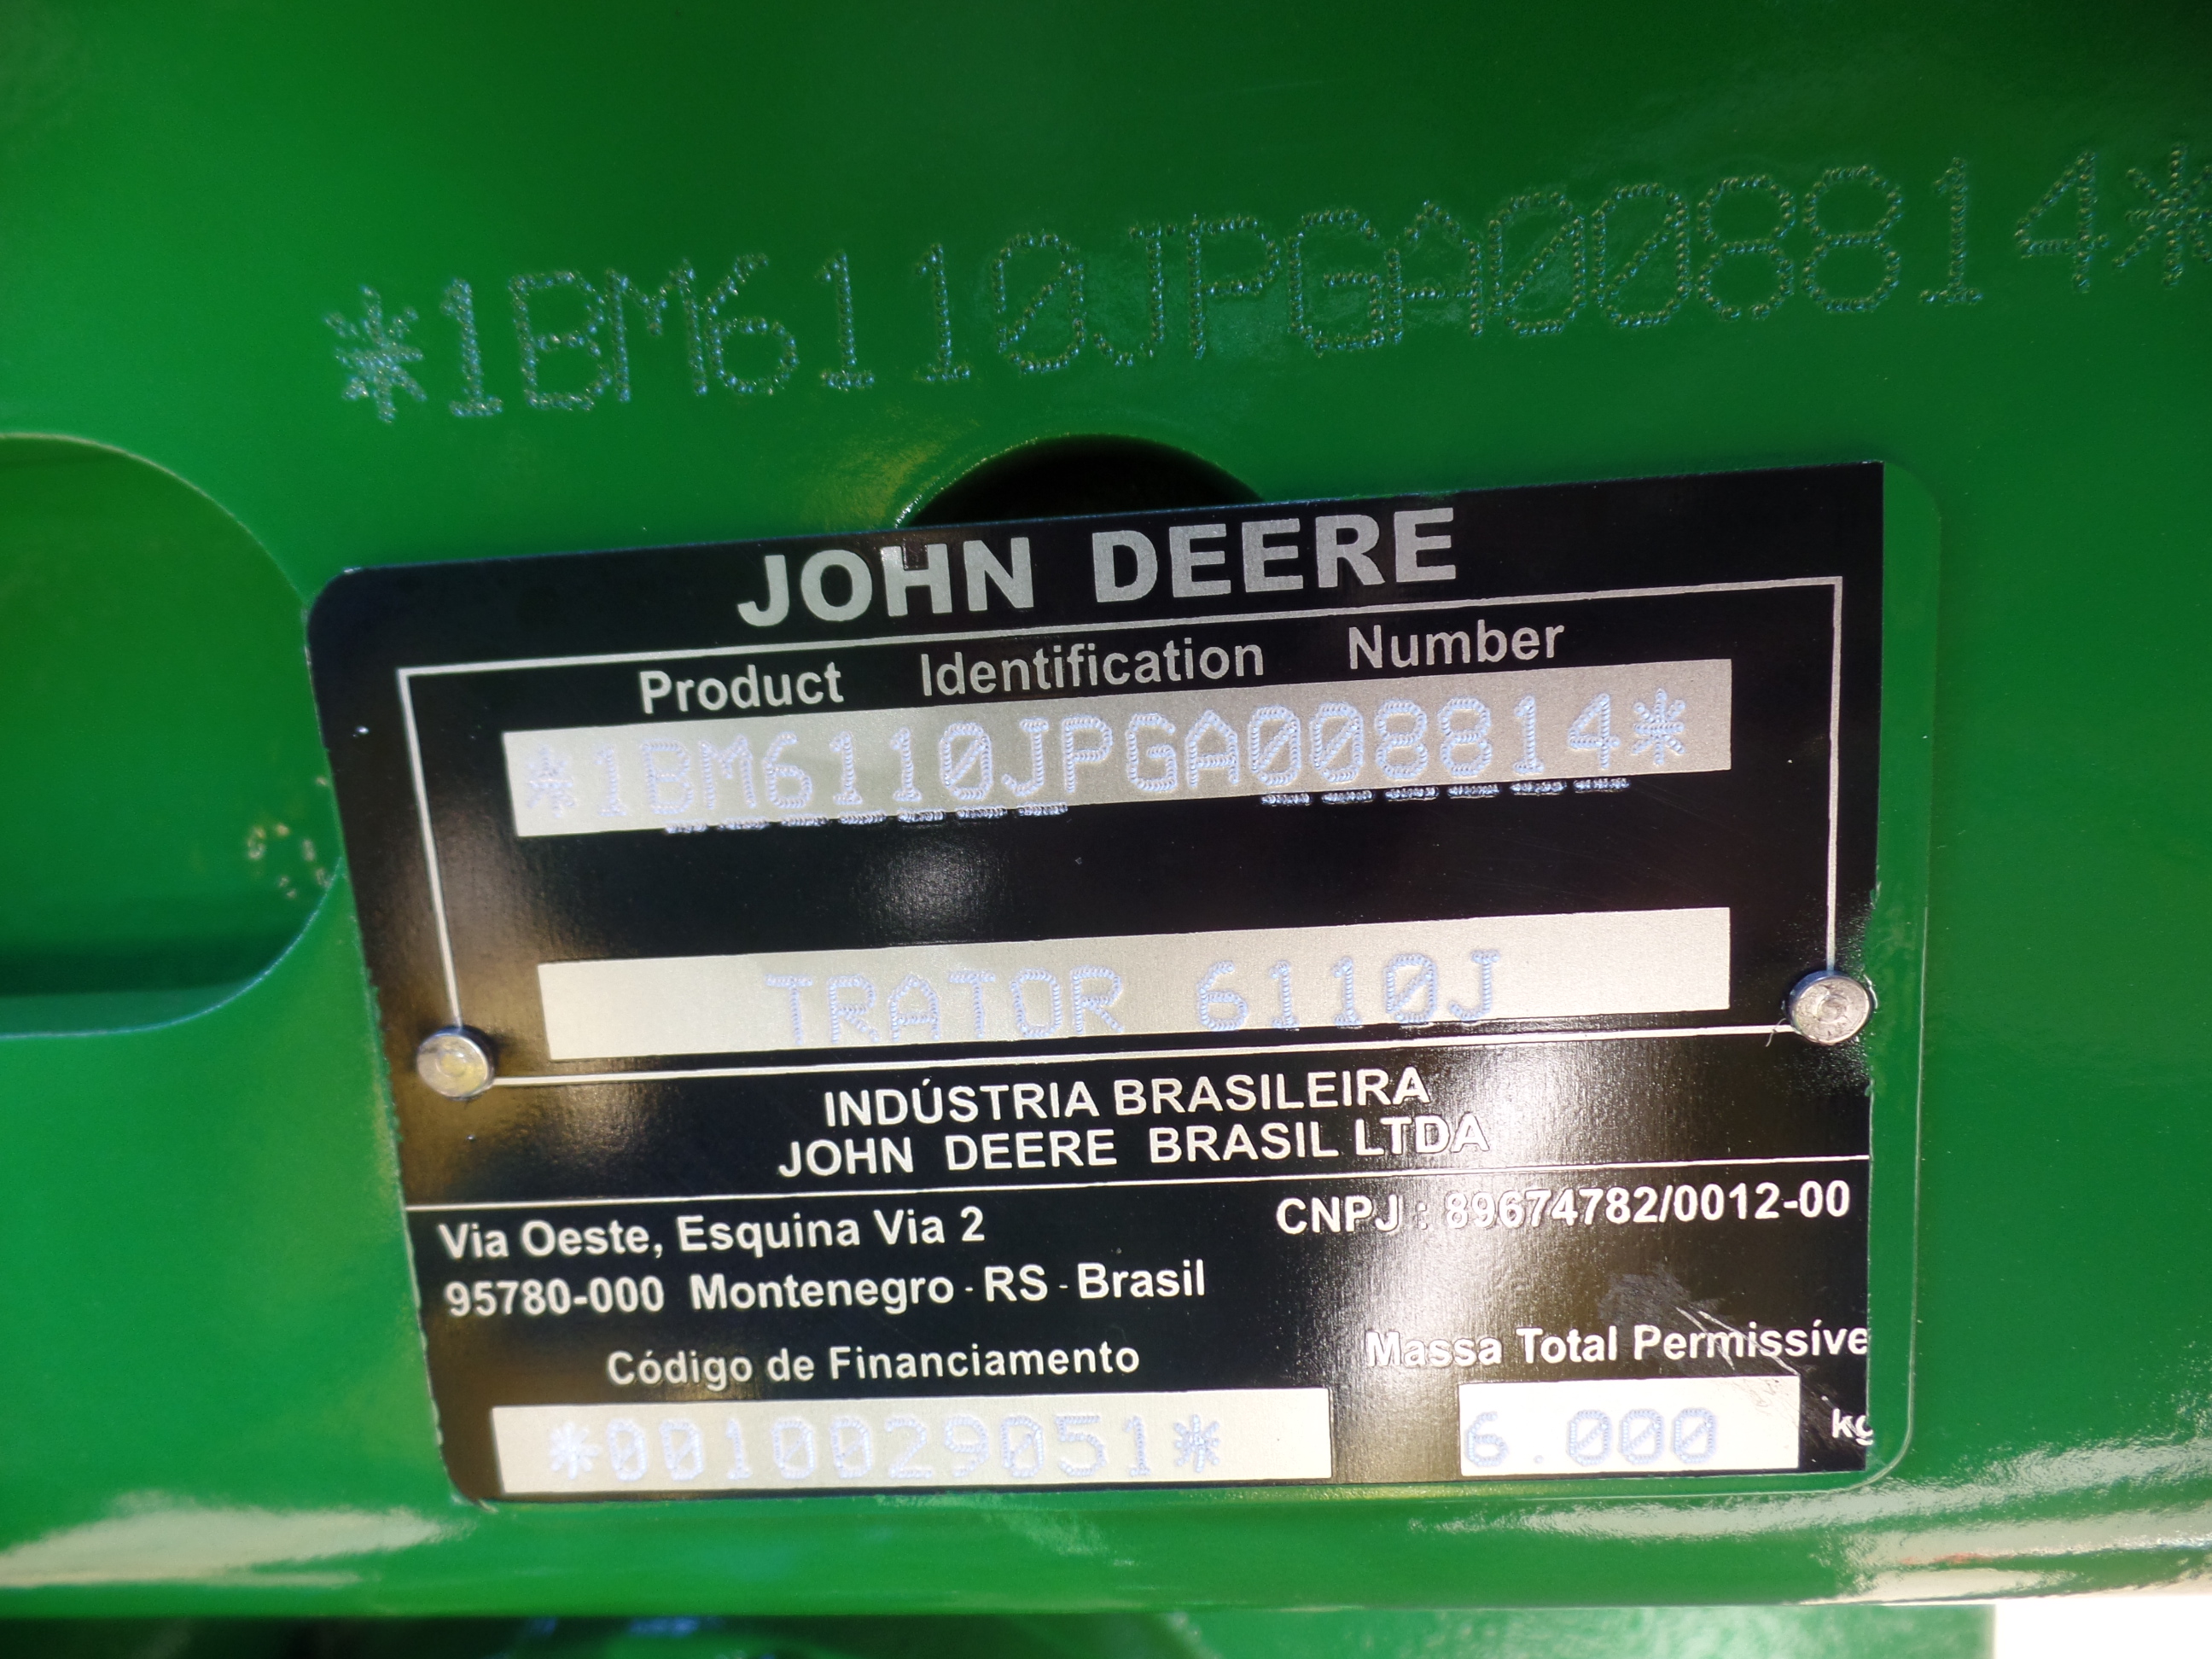 *1BM6110JPGA008814*
JOHN DEERE
Product Identification Number
*1BM6110JPGA008814*
TRATOR 6110J
INDÚSTRIA BRASILEIRA
JOHN DEERE BRASIL LTDA
Via Oeste, Esquina Via 2
CNPJ : 89674782/0012-00
95780-000 Montenegro - RS - Brasil
Código de Financiamento
Massa Total Permissíve
*0010029051*
6.000 kg